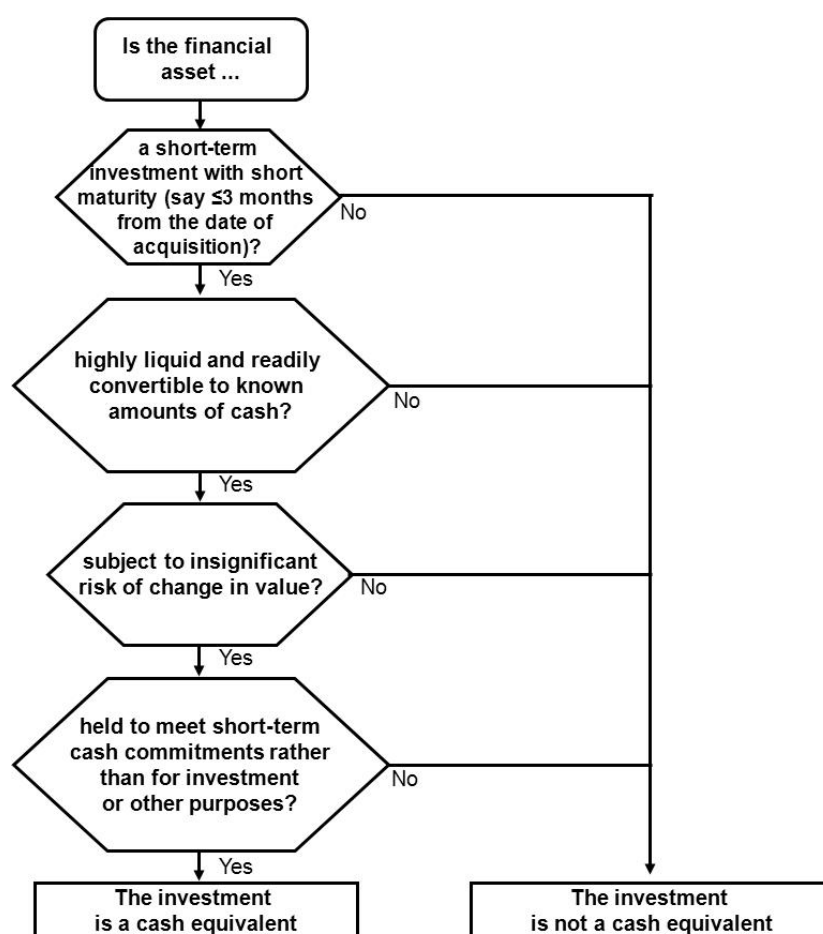 Is the financial
asset ...
a short-term
investment with short
maturity (say ≤3 months
from the date of
acquisition)?
No
Yes
highly liquid and readily
convertible to known
amounts of cash?
No
Yes
subject to insignificant
risk of change in value?
No
Yes
held to meet short-term
cash commitments rather
than for investment
or other purposes?
No
Yes
The investment
is a cash equivalent
The investment
is not a cash equivalent